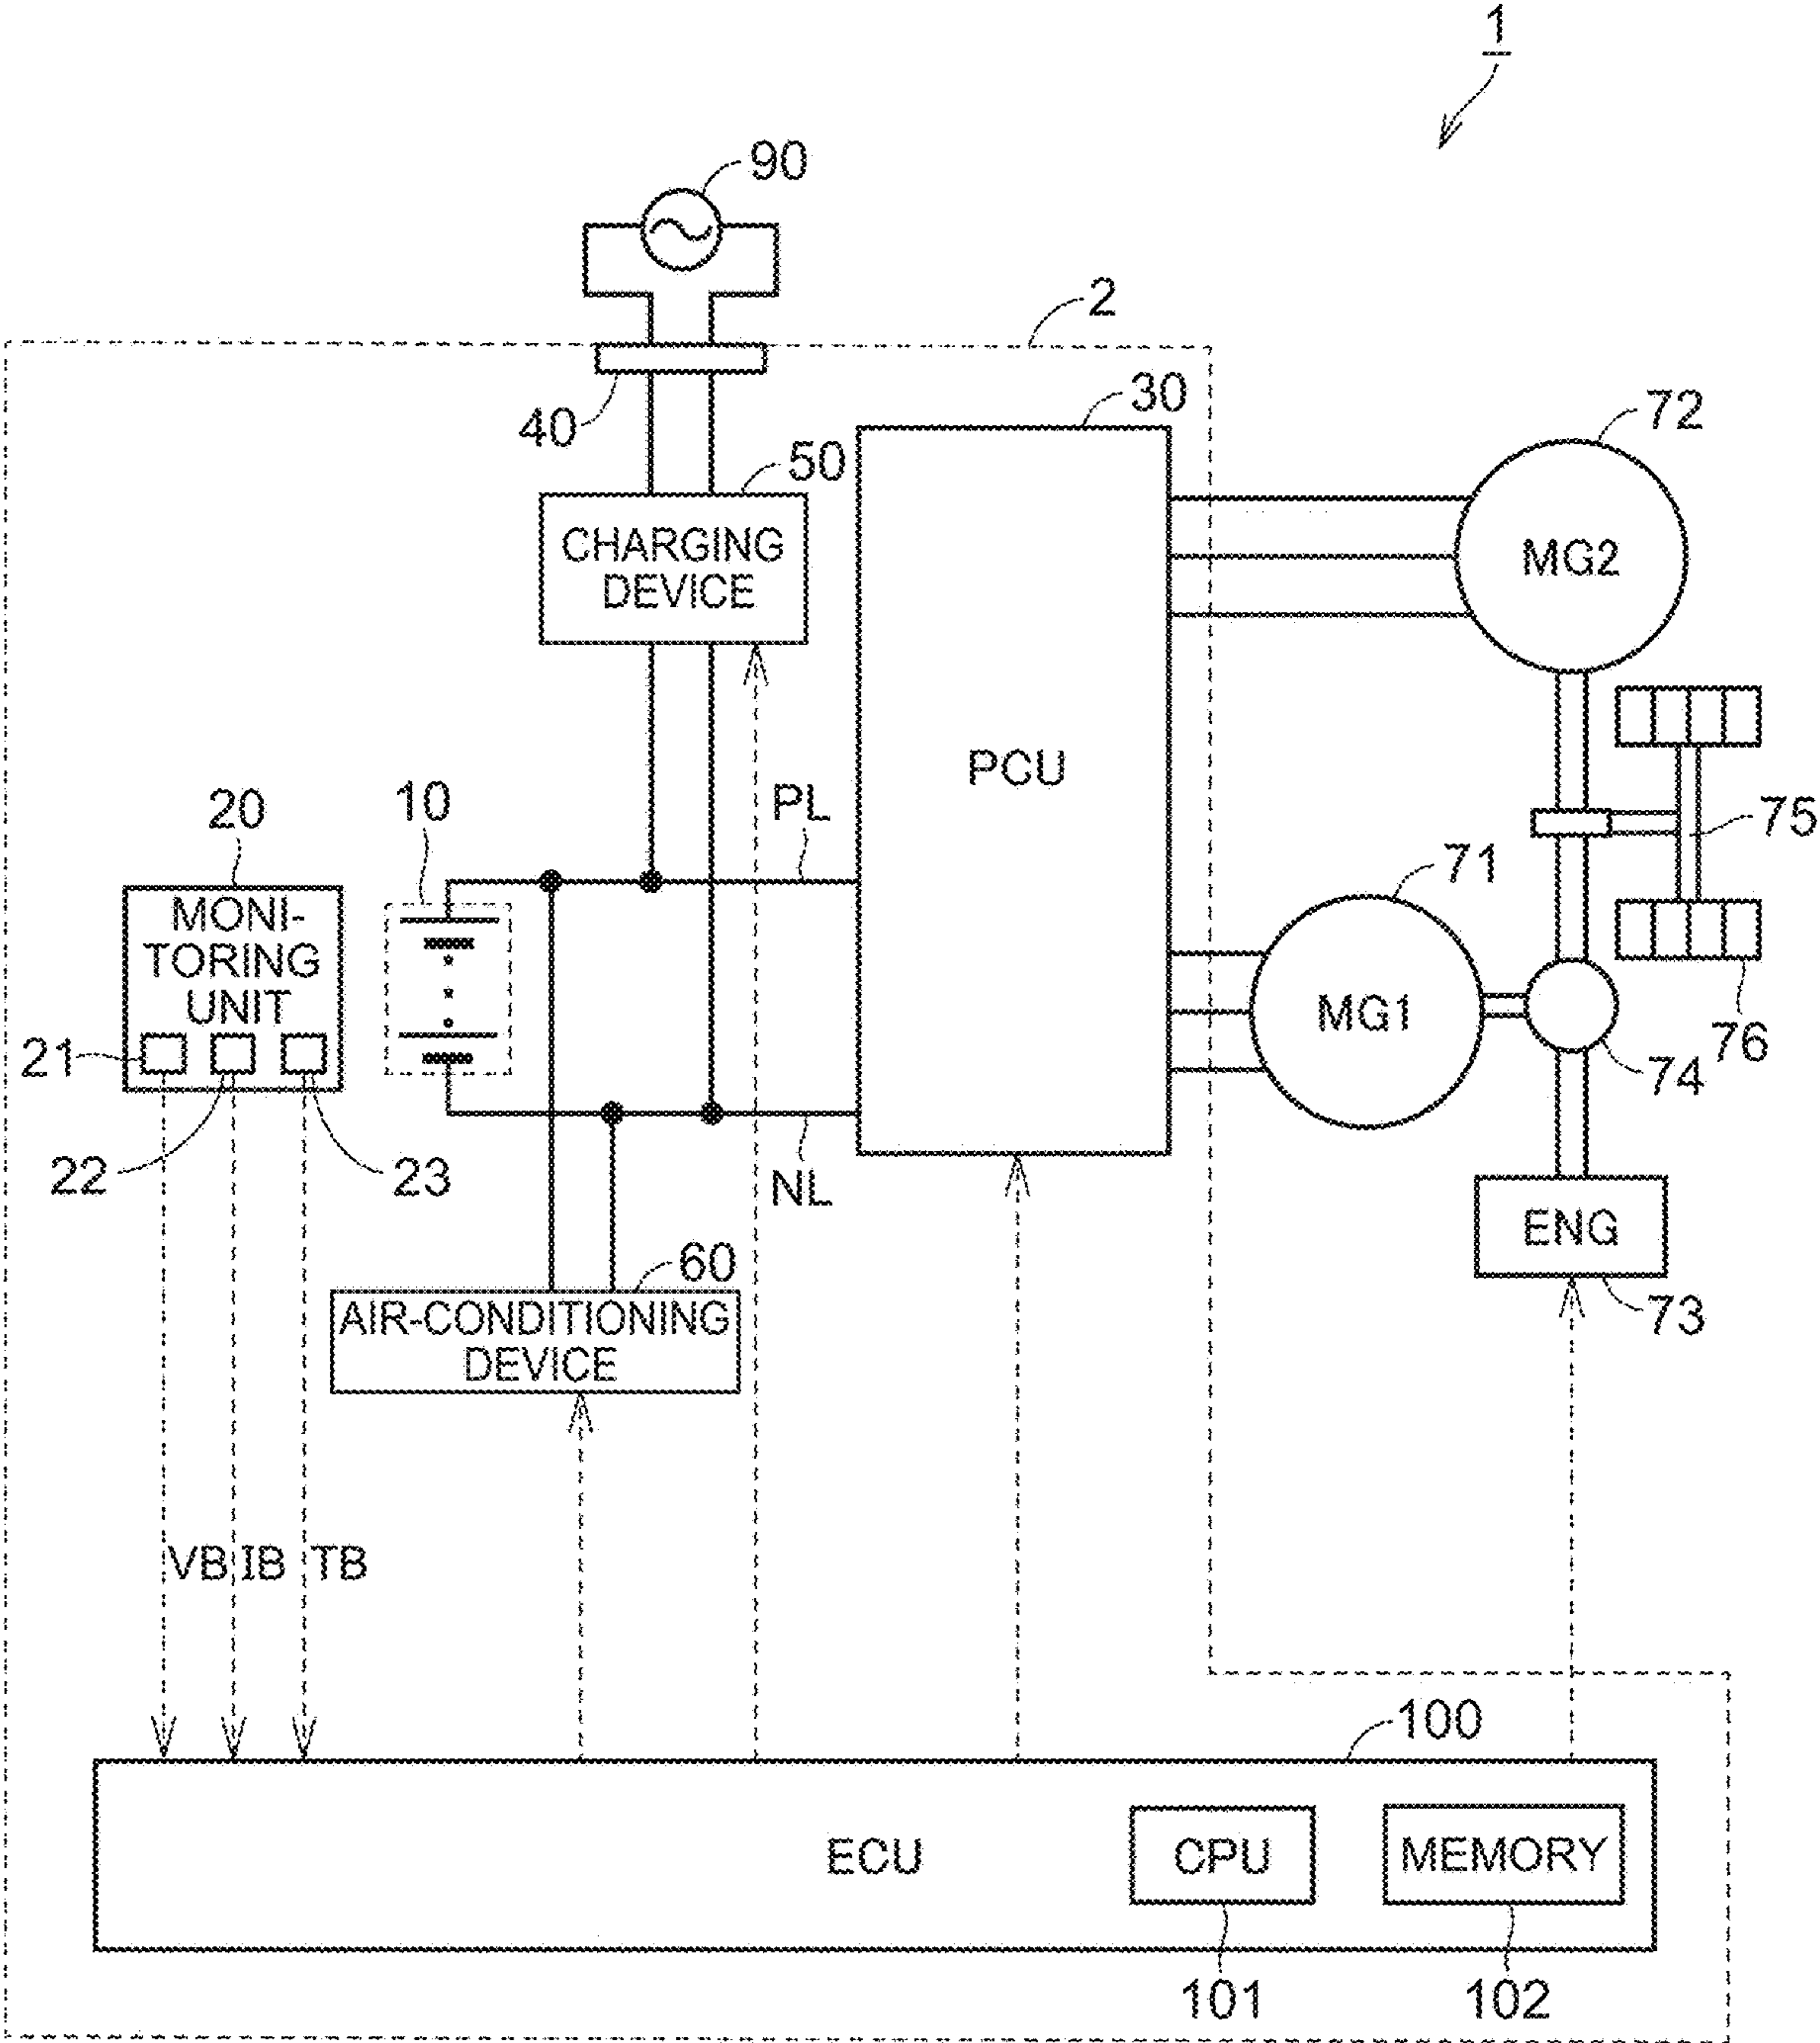 1
90
2
30
72
40
50
CHARGING
DEVICE
MG2
PCU
10
PL
20
75
71
MONI-
TORING
UNIT
MG1
21
76
74
22
23
NL
ENG
60
AIR-CONDITIONING
DEVICE
73
VB
IB
TB
100
ECU
CPU
MEMORY
101
102